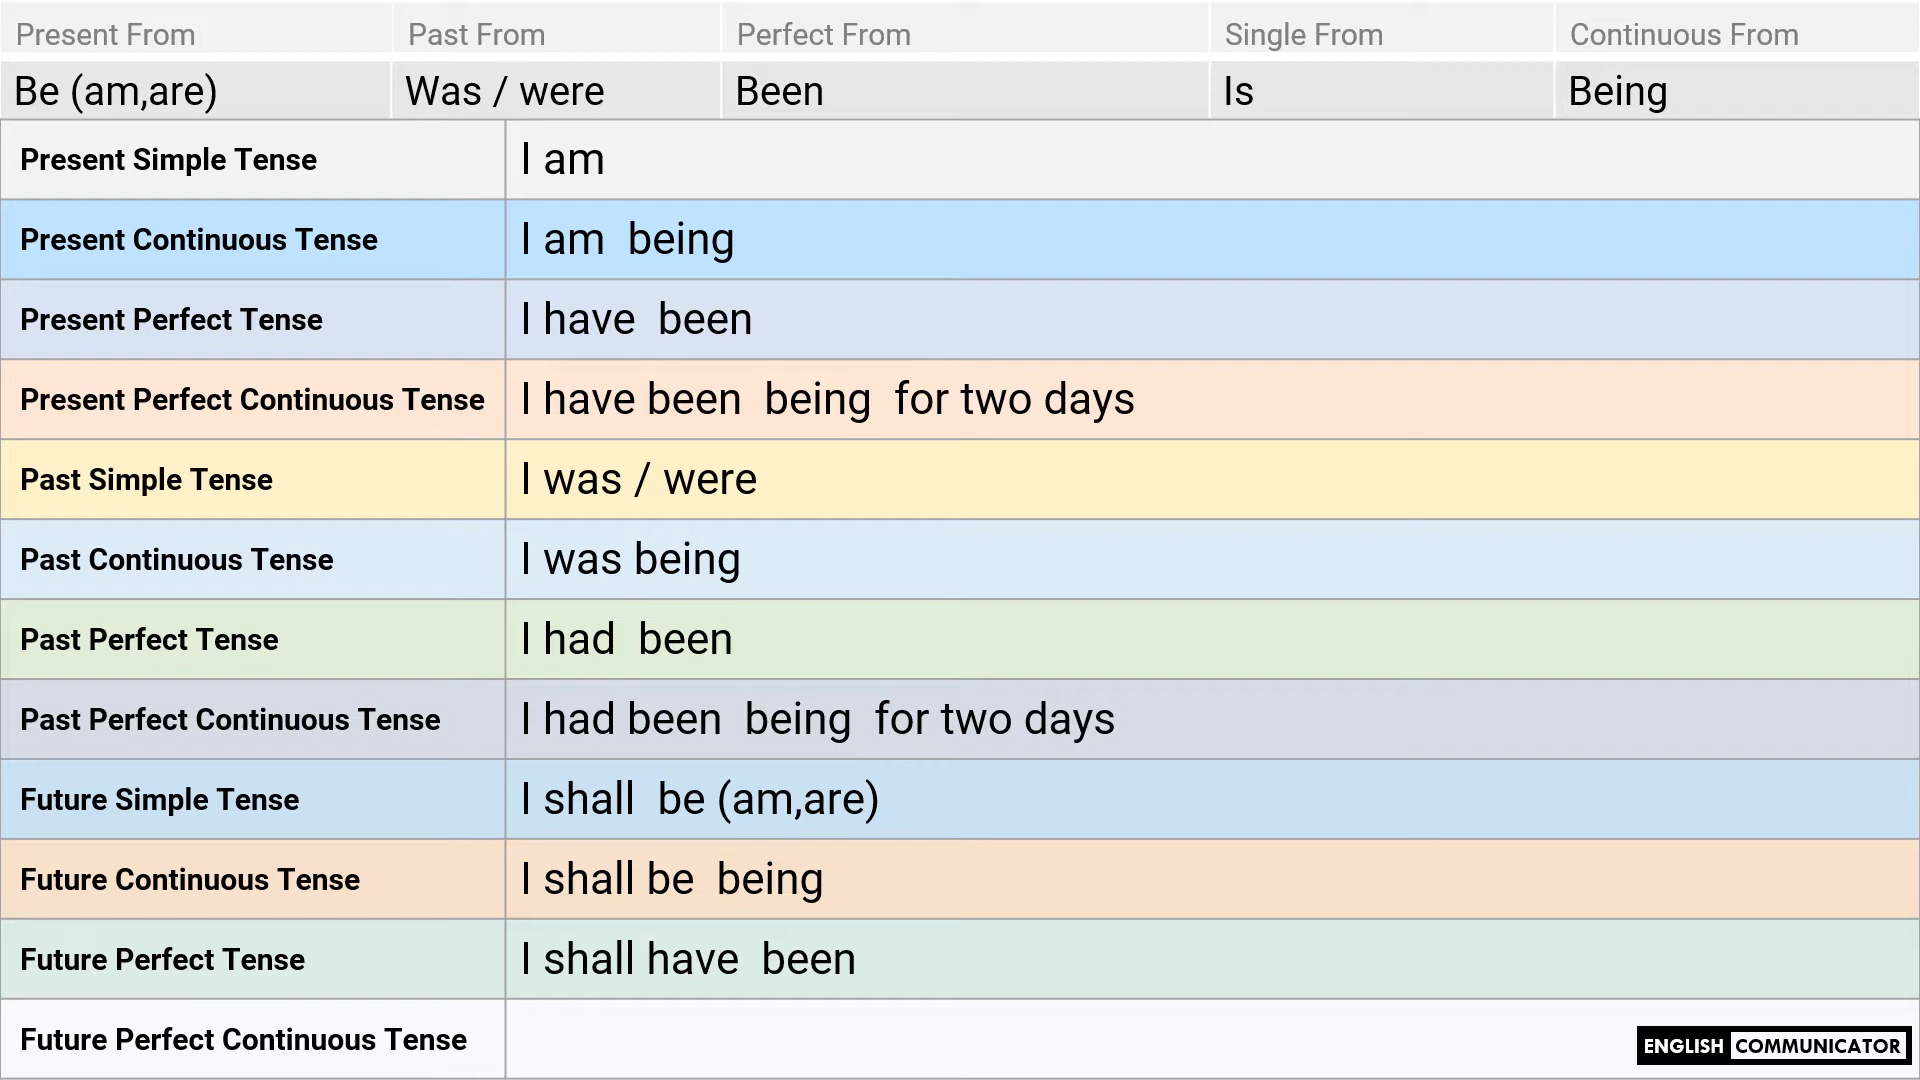 Present From Past From Perfect From Single From Continuous From
Be (am,are) Was / were Been Is Being
Present Simple Tense I am
Present Continuous Tense I am being
Present Perfect Tense I have been
Present Perfect Continuous Tense I have been being for two days
Past Simple Tense I was / were
Past Continuous Tense I was being
Past Perfect Tense I had been
Past Perfect Continuous Tense I had been being for two days
Future Simple Tense I shall be (am,are)
Future Continuous Tense I shall be being
Future Perfect Tense I shall have been
Future Perfect Continuous Tense
ENGLISH COMMUNICATOR